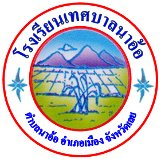 โรงเรียนเทศบาลนาอ้อ
ตำบลนาอ้อ อำเภอเมือง จังหวัดเลย